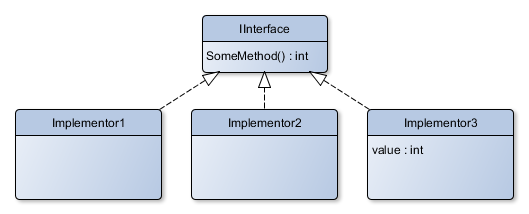 IInterface
SomeMethod() : int
Implementor1
Implementor2
Implementor3
value : int